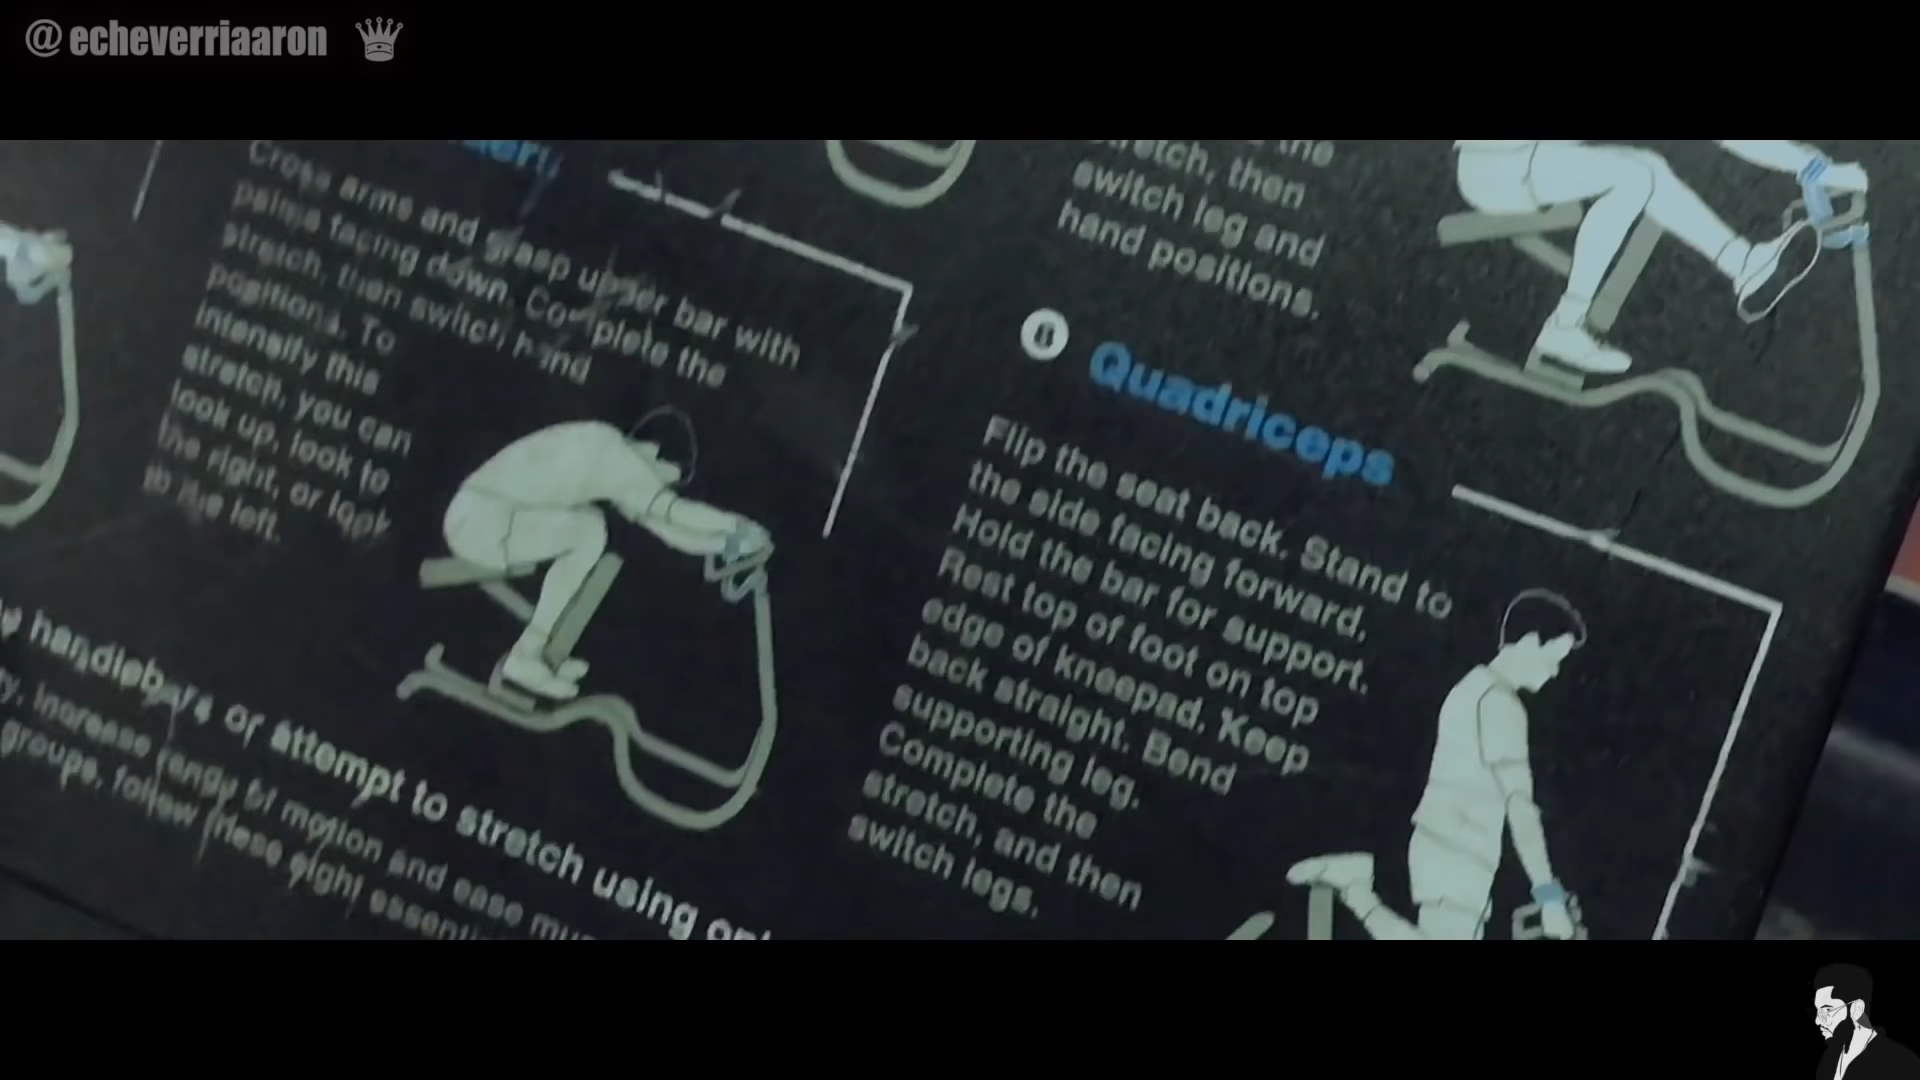 @echeverriaaron
Cross arms and grasp upper bar with
palms facing down. Complete the
stretch, then switch hand
positions. To
intensify this
stretch, you can
look up, look to
the right, or look
to the left.
stretch, then
switch leg and
hand positions.
8 Quadriceps
Flip the seat back. Stand to
the side facing forward.
Hold the bar for support.
Rest top of foot on top
edge of kneepad. Keep
back straight. Bend
supporting leg.
Complete the
stretch, and then
switch legs.
handlebars or attempt to stretch using
increase range of motion and ease
groups, follow these eight